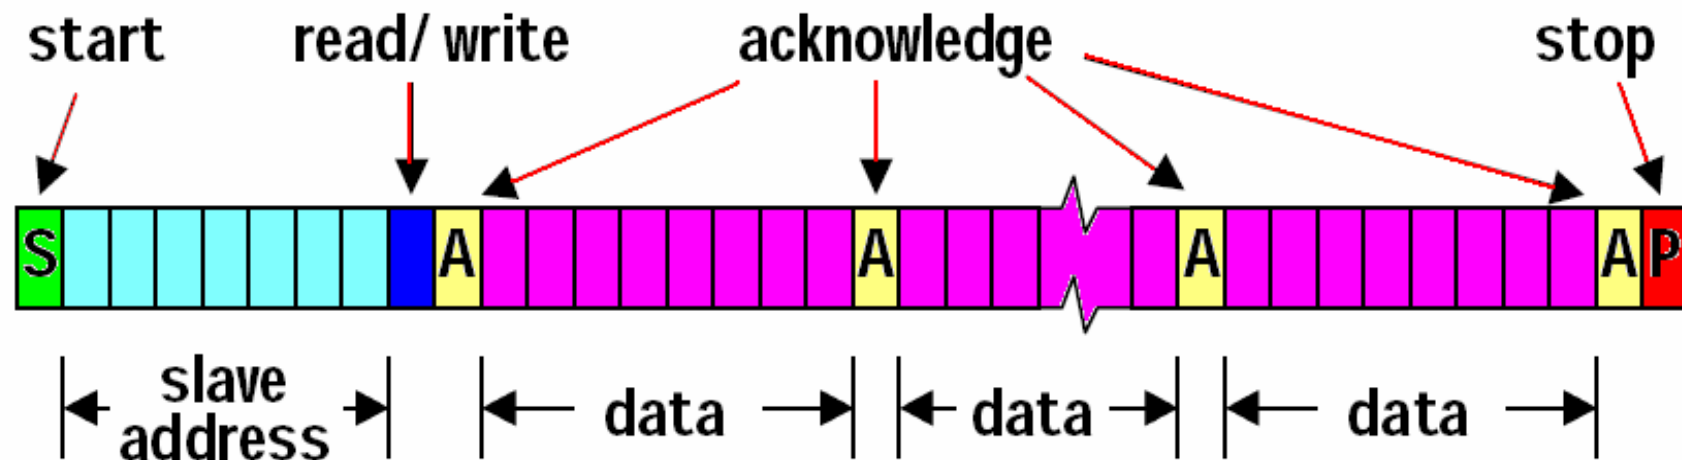 start read/ write acknowledge stop
S A A A A P
slave
address
data data data